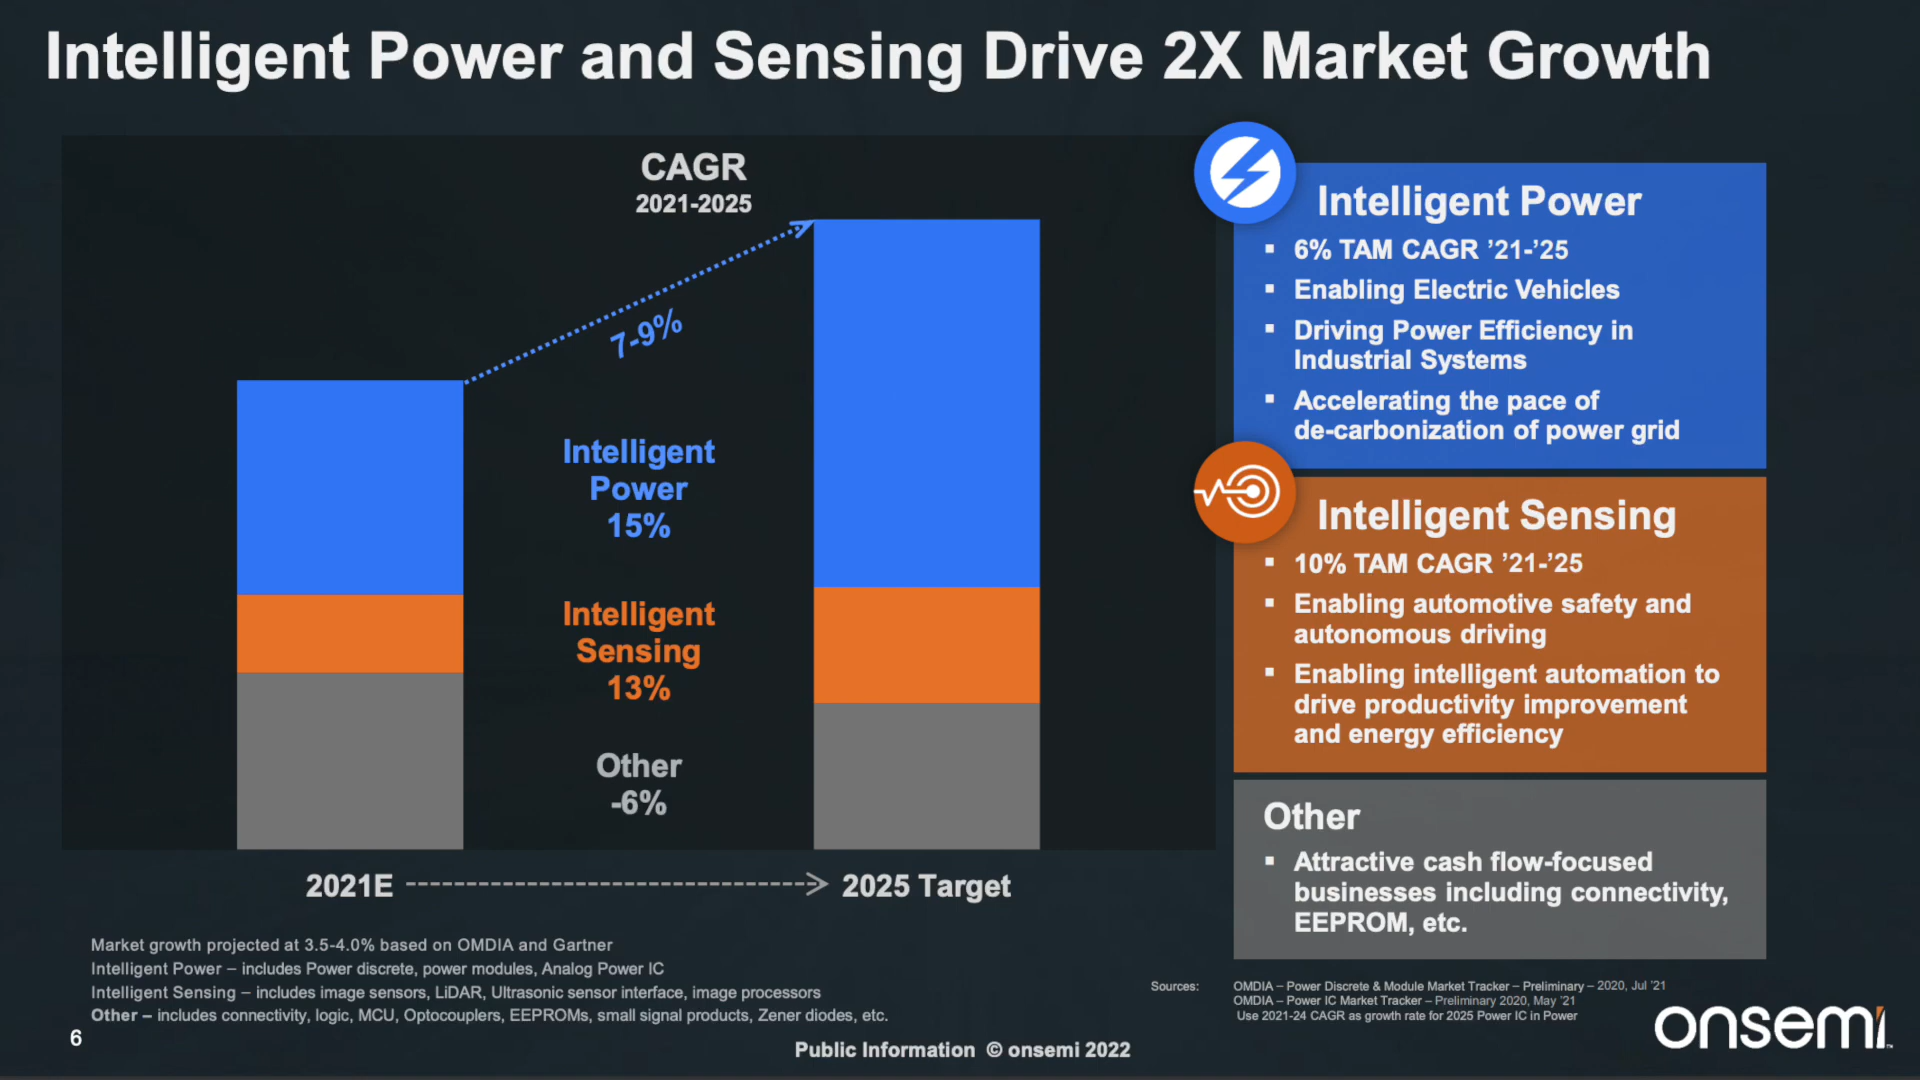 Intelligent Power and Sensing Drive 2X Market Growth
CAGR
2021-2025
7-9%
Intelligent
Power
15%
Intelligent
Sensing
13%
Other
-6%
2021E
2025 Target
Intelligent Power
▪ 6% TAM CAGR ’21-’25
▪ Enabling Electric Vehicles
▪ Driving Power Efficiency in
Industrial Systems
▪ Accelerating the pace of
de-carbonization of power grid
Intelligent Sensing
▪ 10% TAM CAGR ’21-’25
▪ Enabling automotive safety and
autonomous driving
▪ Enabling intelligent automation to
drive productivity improvement
and energy efficiency
Other
▪ Attractive cash flow-focused
businesses including connectivity,
EEPROM, etc.
Market growth projected at 3.5-4.0% based on OMDIA and Gartner
Intelligent Power – includes Power discrete, power modules, Analog Power IC
Intelligent Sensing – includes image sensors, LiDAR, Ultrasonic sensor interface, image processors
Other – includes connectivity, logic, MCU, Optocouplers, EEPROMs, small signal products, Zener diodes, etc.
Sources: OMDIA – Power Discrete & Module Market Tracker – Preliminary – 2020, Jul ’21
OMDIA – Power IC Market Tracker – Preliminary 2020, May ’21
Use 2021-24 CAGR as growth rate for 2025 Power IC in Power
6
Public Information © onsemi 2022
onsemi™